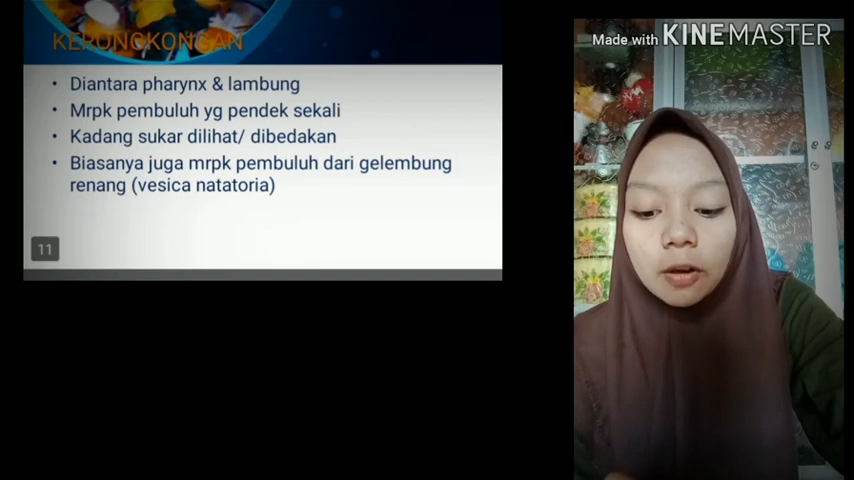 KERONGKONGAN
• Diantara pharynx & lambung
• Mrpk pembuluh yg pendek sekali
• Kadang sukar dilihat/ dibedakan
• Biasanya juga mrpk pembuluh dari gelembung
renang (vesica natatoria)
11
Made with KINEMASTER